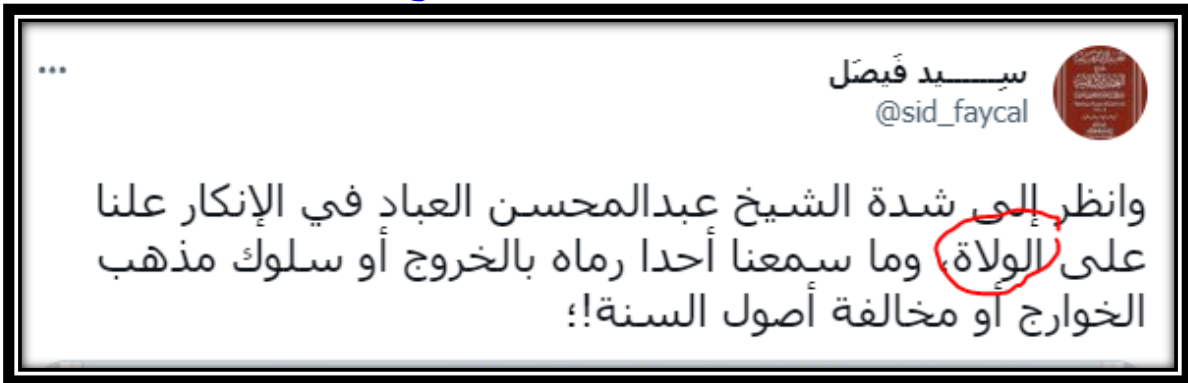 سِــــــيد فَيصَل
@sid_faycal
وانظر إلى شدة الشيخ عبدالمحسن العباد في الإنكار علنا
على الولاة، وما سمعنا أحدا رماه بالخروج أو سلوك مذهب
الخوارج أو مخالفة أصول السنة!؛